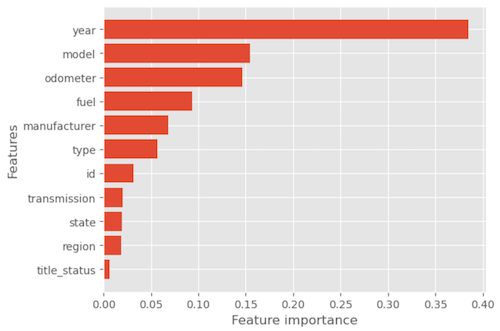 Features
year
model
odometer
fuel
manufacturer
type
id
transmission
state
region
title_status
0.00 0.05 0.10 0.15 0.20 0.25 0.30 0.35 0.40
Feature importance